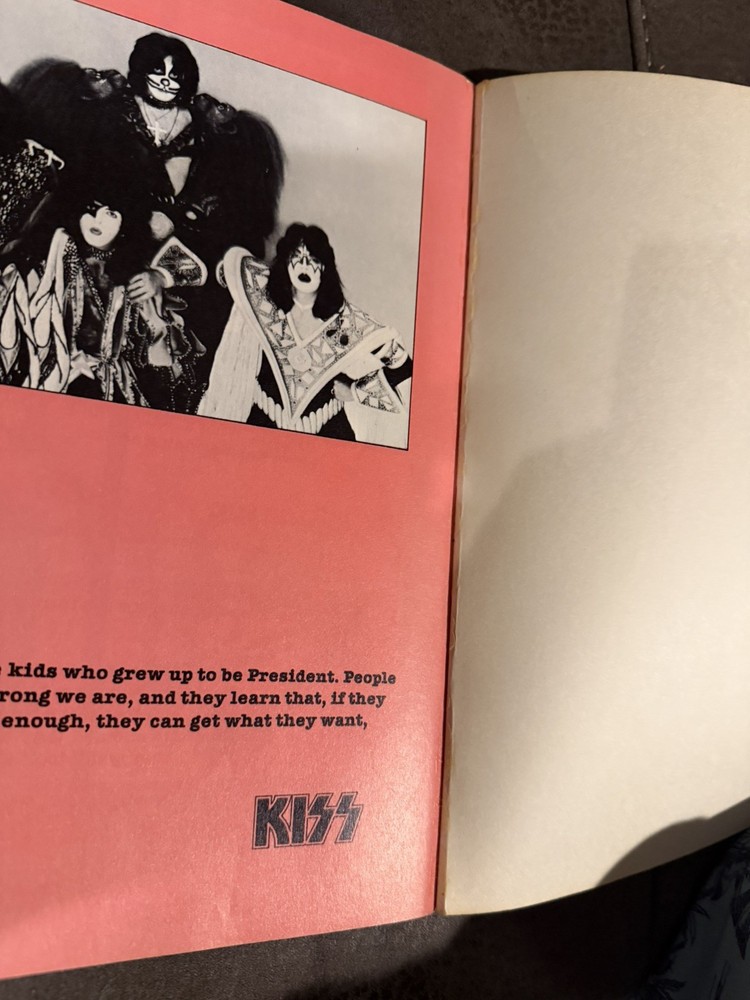 kids who grew up to be President. People
rong we are, and they learn that, if they
enough, they can get what they want,
KISS